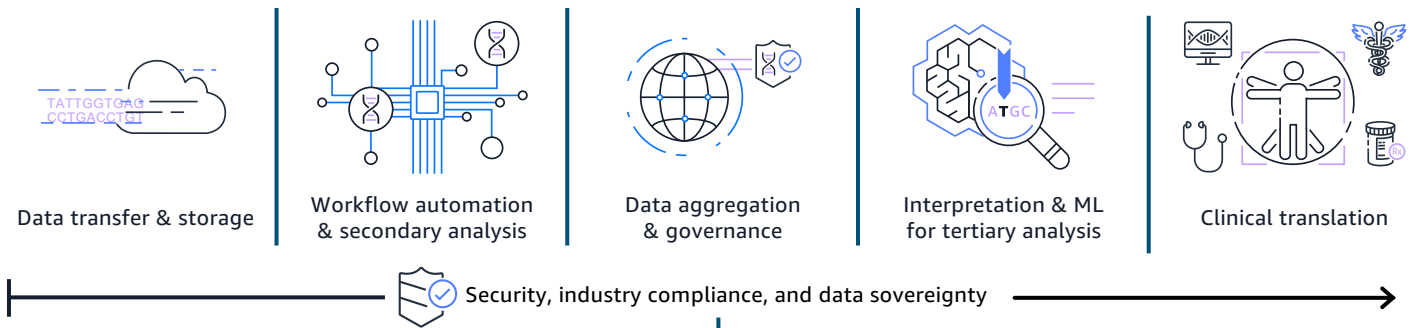 TATTGGTGAG
CCTGACCTGT
ATGC
Rx
Data transfer & storage
Workflow automation
& secondary analysis
Data aggregation
& governance
Interpretation & ML
for tertiary analysis
Clinical translation
Security, industry compliance, and data sovereignty